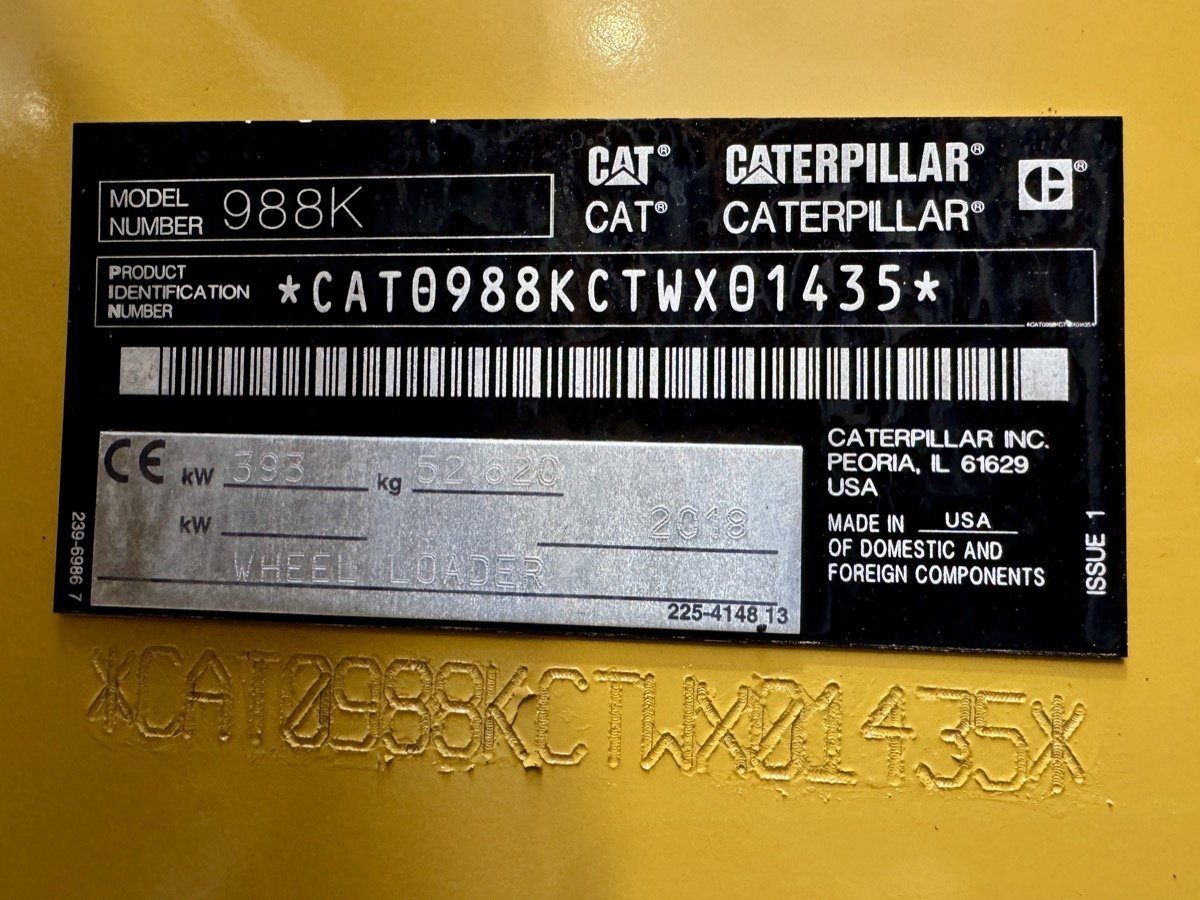 CAT® CATERPILLAR®
CAT® CATERPILLAR®
MODEL
NUMBER 988K
PRODUCT
IDENTIFICATION
NUMBER *CAT0988KCTWX01435*
*CAT0988KCTWX01435*
CE kW 393 kg 52.620
kW 2018
WHEEL LOADER
225-4148 13
239-6986 7
CATERPILLAR INC.
PEORIA, IL 61629
USA
MADE IN USA
OF DOMESTIC AND
FOREIGN COMPONENTS
ISSUE 1
*CAT0988KCTWX01435*